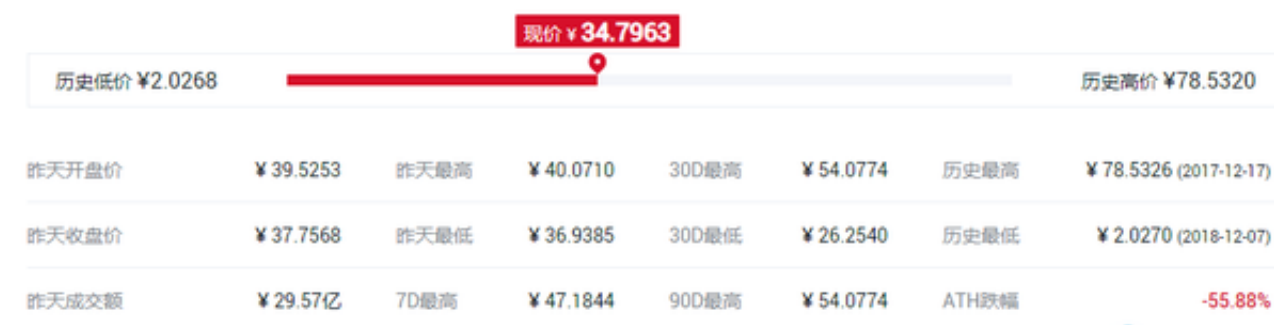 现价 ¥ 34.7963
历史低价 ¥2.0268 历史高价 ¥78.5320
昨天开盘价 ¥ 39.5253 昨天最高 ¥ 40.0710 30D最高 ¥ 54.0774 历史最高 ¥ 78.5326 (2017-12-17)
昨天收盘价 ¥ 37.7568 昨天最低 ¥ 36.9385 30D最低 ¥ 26.2540 历史最低 ¥ 2.0270 (2018-12-07)
昨天成交额 ¥ 29.57亿 7D最高 ¥ 47.1844 90D最高 ¥ 54.0774 ATH跌幅 -55.88%